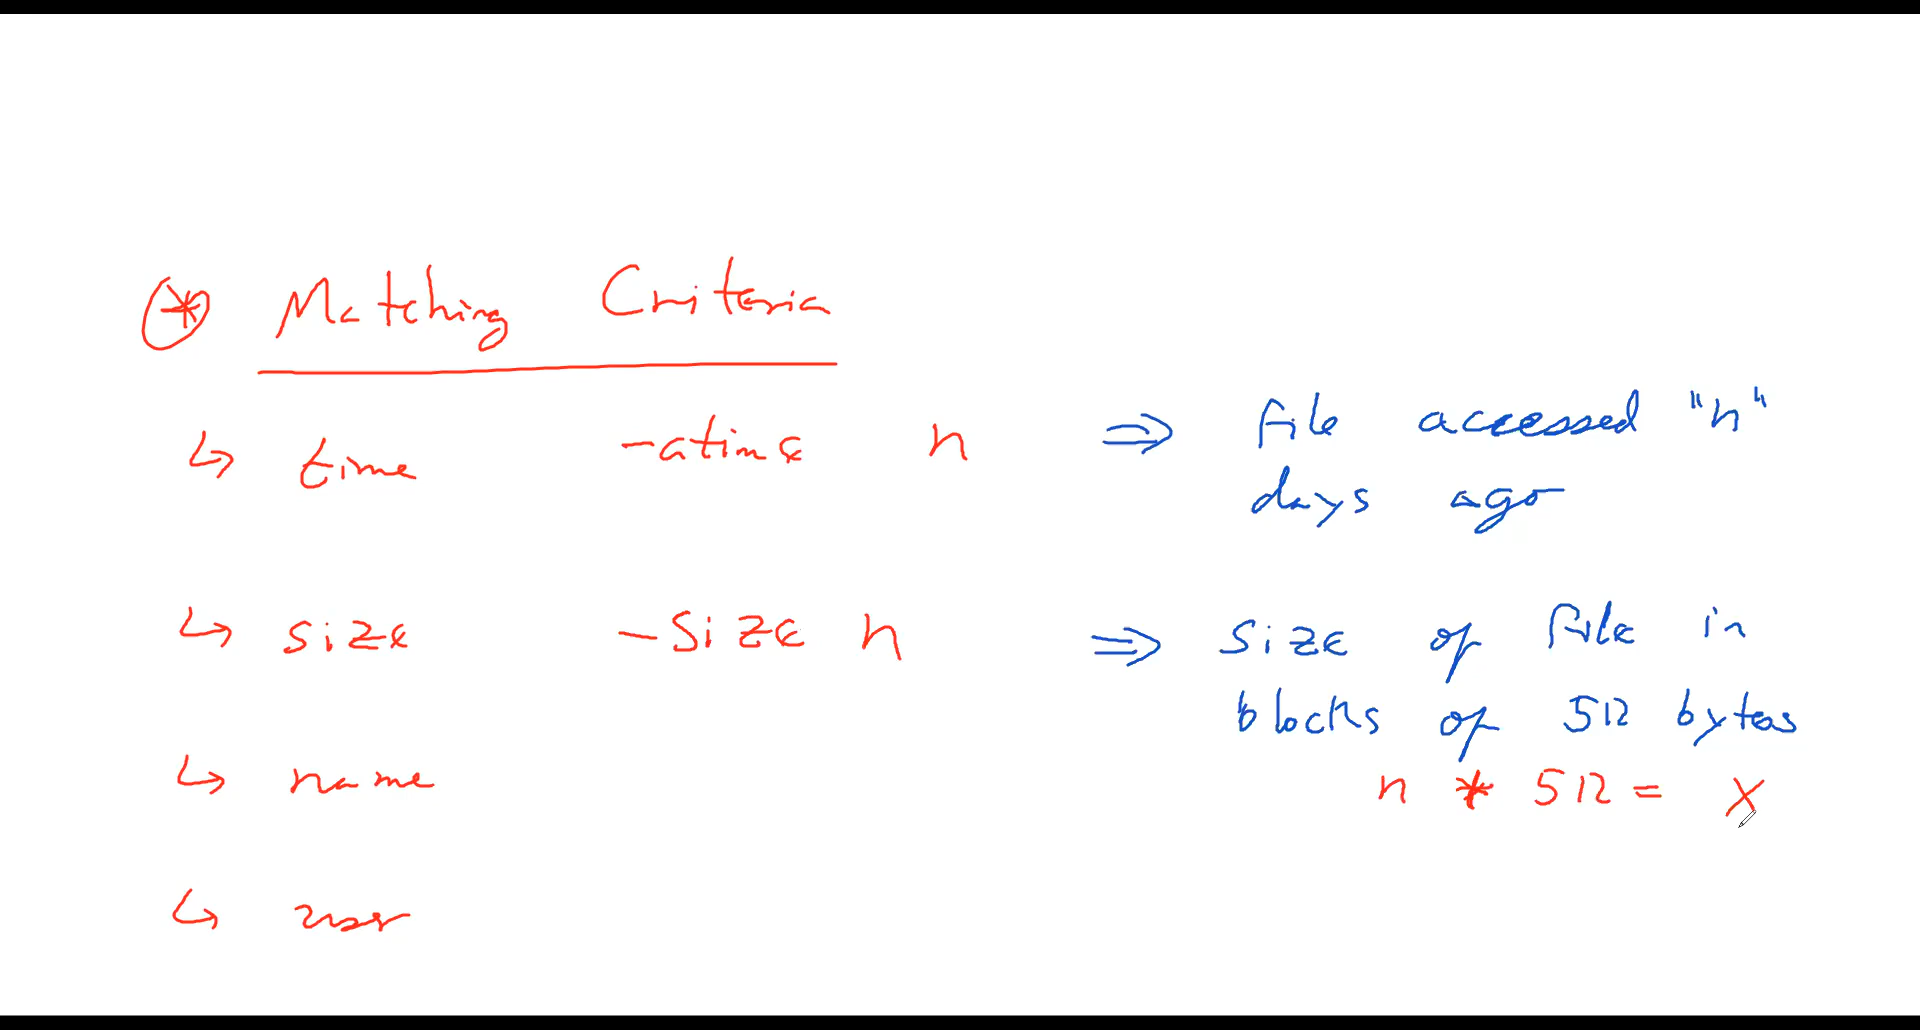 * Matching Criteria
↳ time -atime n ⇒ file accessed "n"
days ago
↳ size -size n ⇒ size of file in
blocks of 512 bytes
n * 512 = x
↳ name
↳ user